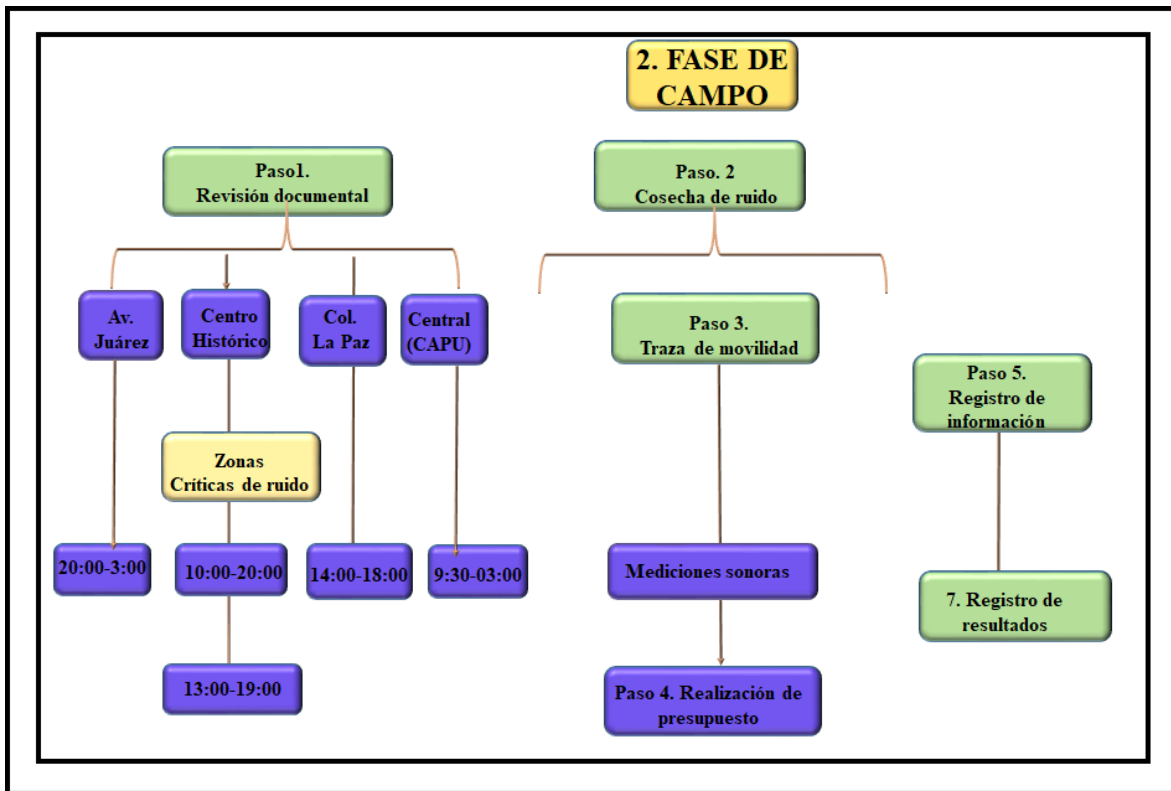 2. FASE DE
CAMPO
Paso1.
Revisión documental
Paso. 2
Cosecha de ruido
Av.
Juárez
Centro
Histórico
Col.
La Paz
Central
(CAPU)
Paso 3.
Traza de movilidad
Paso 5.
Registro de
información
Zonas
Críticas de ruido
20:00-3:00
10:00-20:00
14:00-18:00
9:30-03:00
Mediciones sonoras
7. Registro de
resultados
13:00-19:00
Paso 4. Realización de
presupuesto